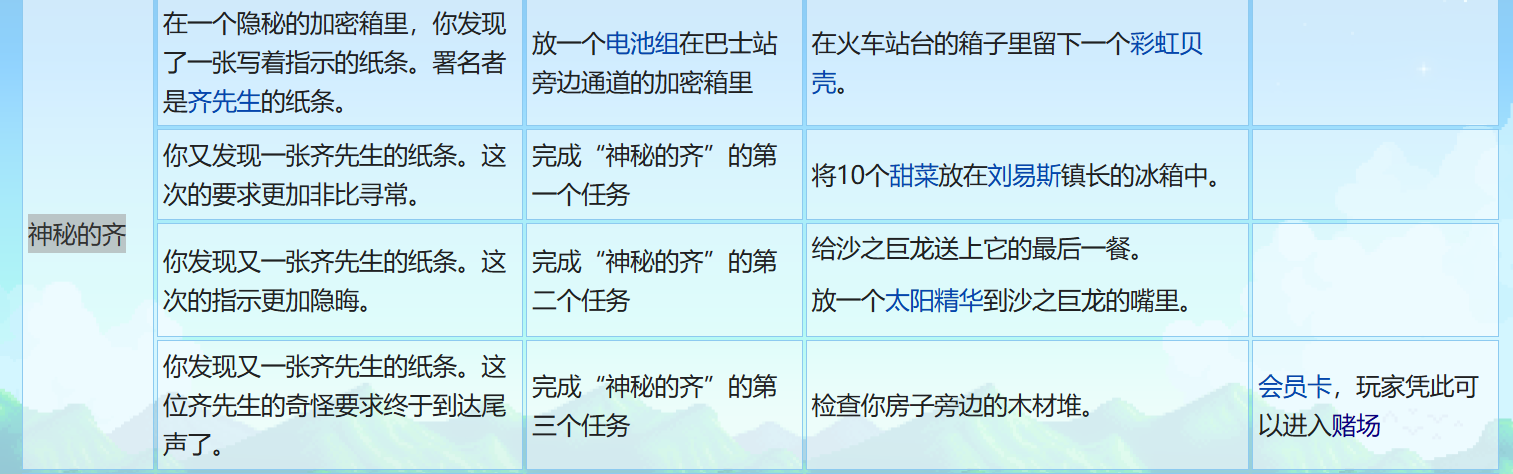 神秘的齐
在一个隐秘的加密箱里，你发现
了一张写着指示的纸条。署名者
是齐先生的纸条。
放一个电池组在巴士站
旁边通道的加密箱里
在火车站台的箱子里留下一个彩虹贝
壳。
你又发现一张齐先生的纸条。这
次的要求更加非比寻常。
完成“神秘的齐”的第
一个任务
将10个甜菜放在刘易斯镇长的冰箱中。
你发现又一张齐先生的纸条。这
次的指示更加隐晦。
完成“神秘的齐”的第
二个任务
给沙之巨龙送上它的最后一餐。
放一个太阳精华到沙之巨龙的嘴里。
你发现又一张齐先生的纸条。这
位齐先生的奇怪要求终于到达尾
声了。
完成“神秘的齐”的第
三个任务
检查你房子旁边的木材堆。
会员卡，玩家凭此可
以进入赌场